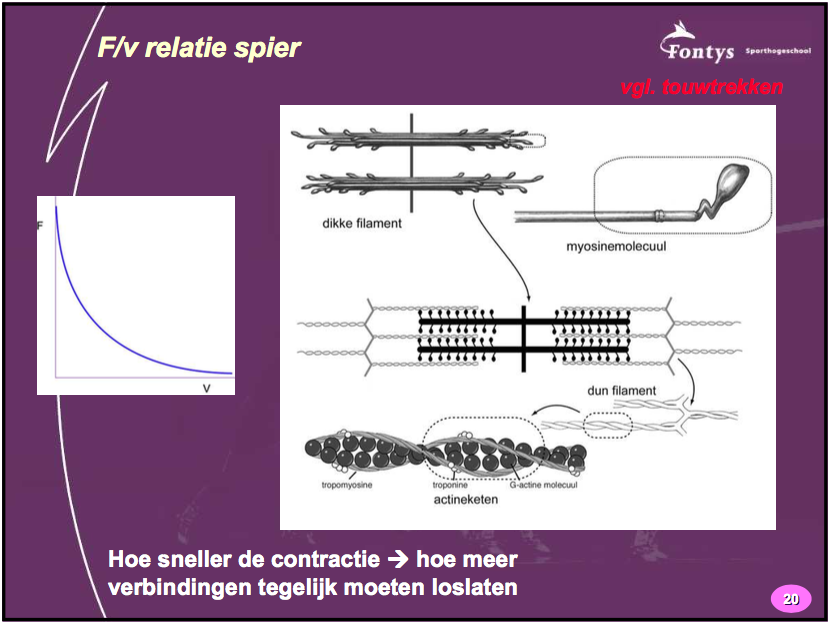 F/v relatie spier
Fontys Sporthogeschool
vgl. touwtrekken
dikke filament
myosinemolecuul
F
V
dun filament
tropomyosine
troponine
G-actine molecuul
actineketen
Hoe sneller de contractie → hoe meer
verbindingen tegelijk moeten loslaten
20